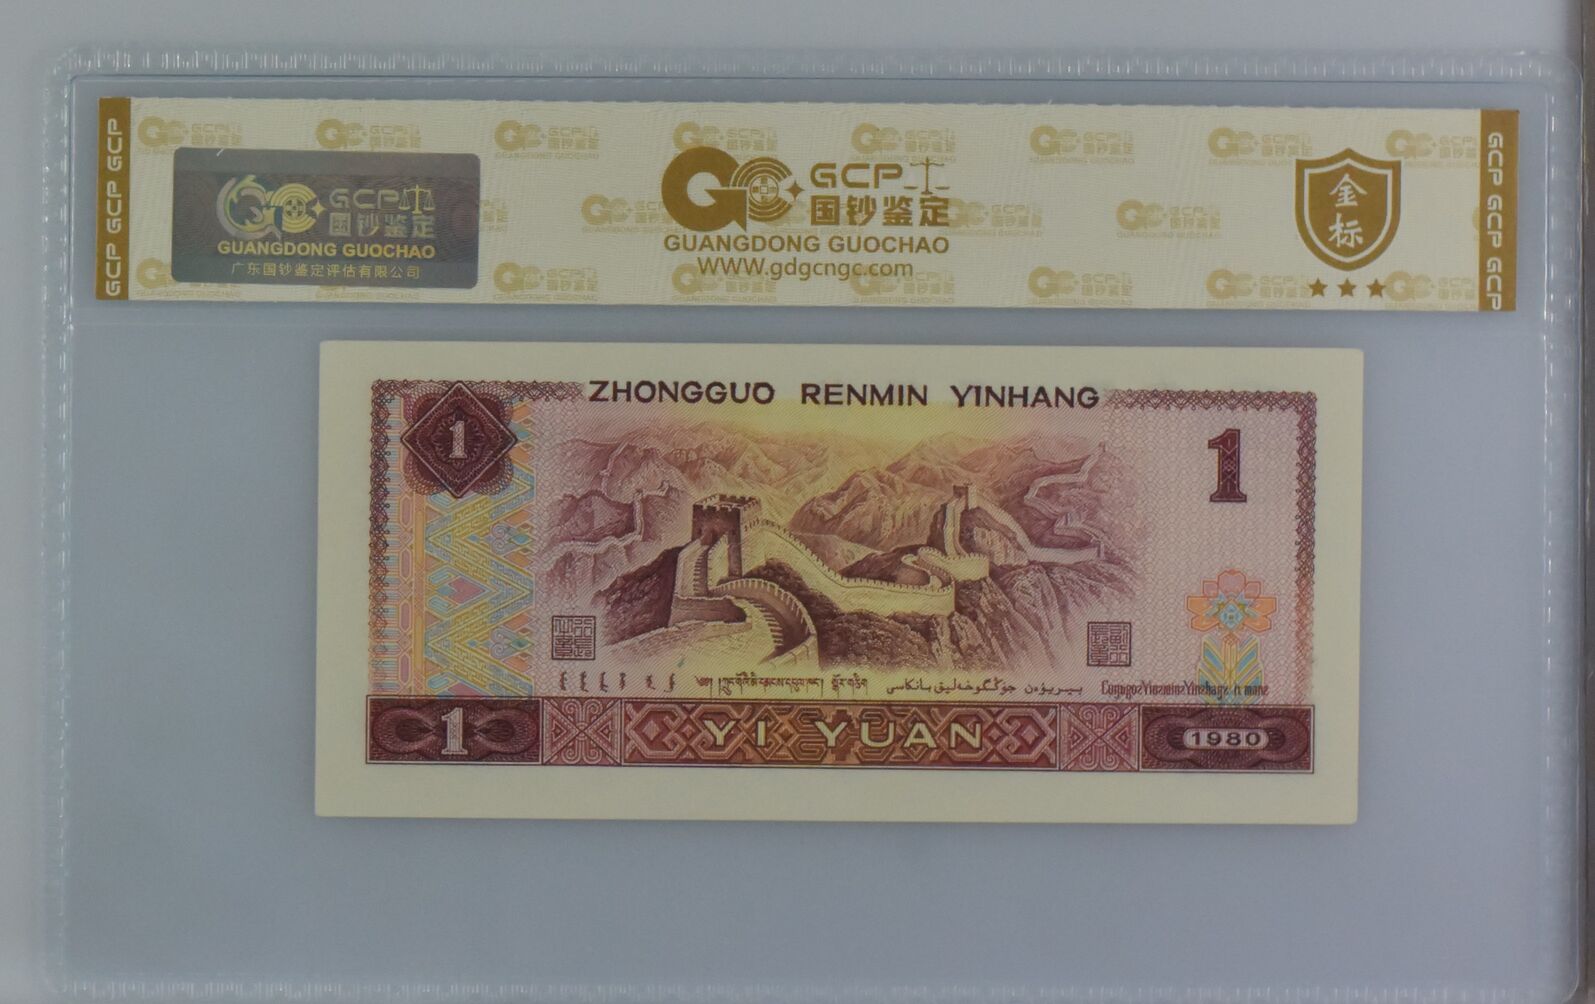 GCP GCP GCP
GCP
国钞鉴定
GUANGDONG GUOCHAO
广东国钞鉴定评估有限公司
GCP
国钞鉴定
GUANGDONG GUOCHAO
WWW.gdgcngc.com
金标
GCP GCP GCP
ZHONGGUO RENMIN YINHANG
1
1
1
YI YUAN
1980